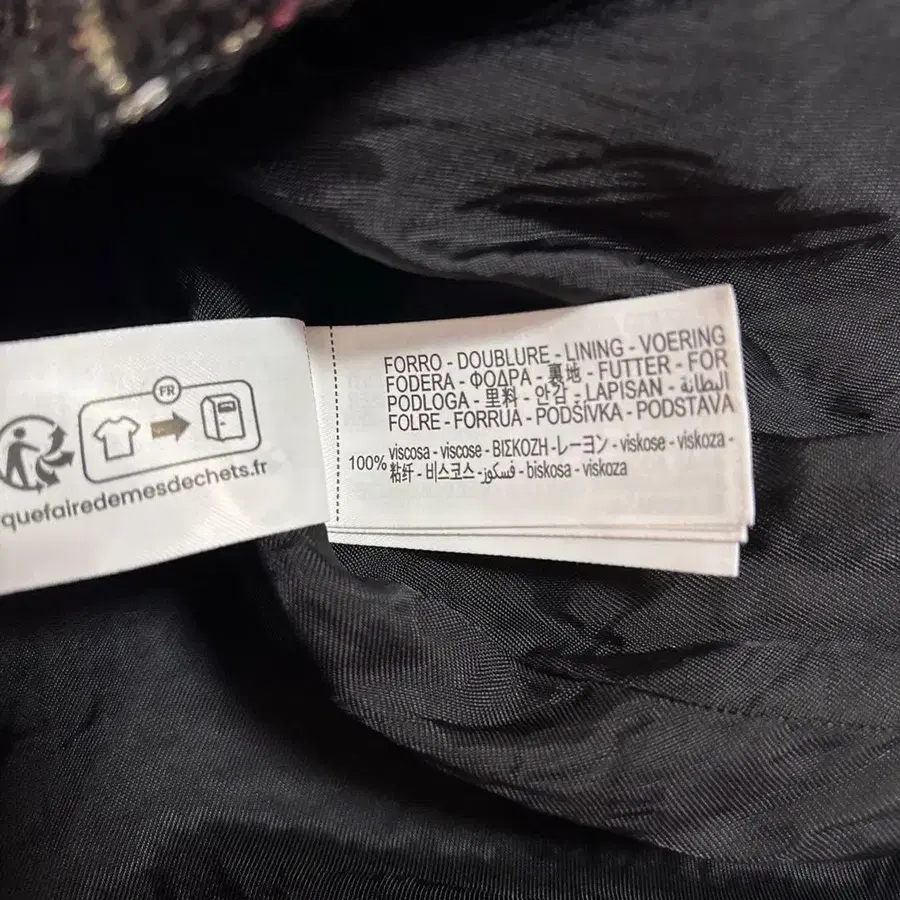 FR
quefairedemesdechets.fr
FORRO - DOUBLURE - LINING - VOERING
FODERA - ΦΟΔΡΑ - 裏地 - FUTTER - FOR
PODLOGA - 里料 - 안감 - LAPISAN - البطانة
FOLRE - FORRUA - PODŠÍVKA - PODSTAVA
100% viscosa - viscose - ΒΙΣΚΟΖΗ - レーヨン - viskose - viskoza -
粘纤 - 비스코스 - فسكوز - biskosa - viskoza